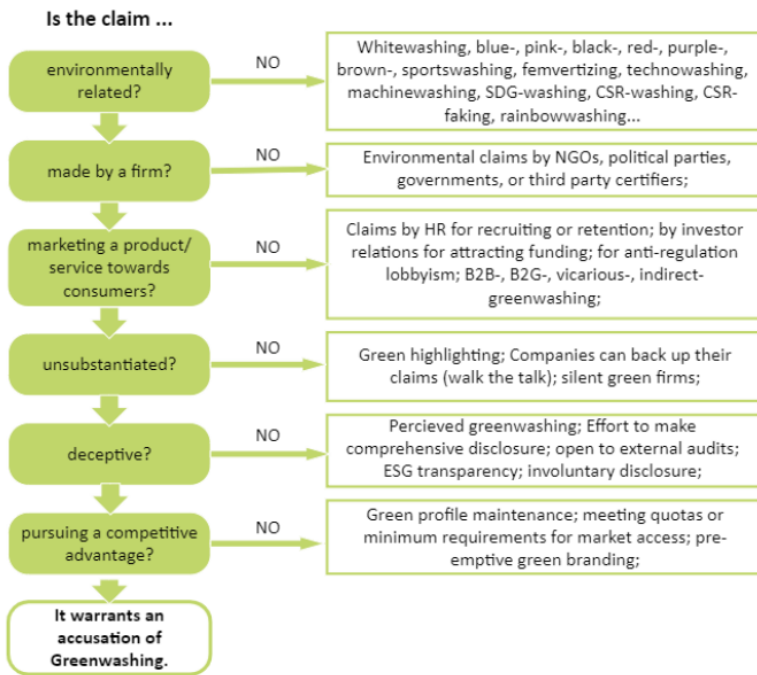 Is the claim ...
environmentally
related?
NO
Whitewashing, blue-, pink-, black-, red-, purple-,
brown-, sportswashing, femvertizing, technowashing,
machinewashing, SDG-washing, CSR-washing, CSR-
faking, rainbowwashing...
made by a firm?
NO
Environmental claims by NGOs, political parties,
governments, or third party certifiers;
marketing a product/
service towards
consumers?
NO
Claims by HR for recruiting or retention; by investor
relations for attracting funding; for anti-regulation
lobbyism; B2B-, B2G-, vicarious-, indirect-
greenwashing;
unsubstantiated?
NO
Green highlighting; Companies can back up their
claims (walk the talk); silent green firms;
deceptive?
NO
Percieved greenwashing; Effort to make
comprehensive disclosure; open to external audits;
ESG transparency; involuntary disclosure;
pursuing a competitive
advantage?
NO
Green profile maintenance; meeting quotas or
minimum requirements for market access; pre-
emptive green branding;
It warrants an
accusation of
Greenwashing.